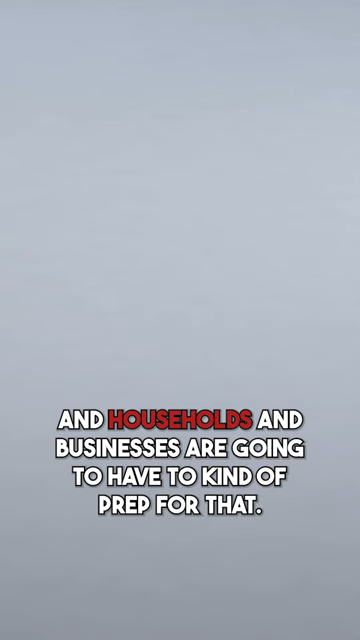 AND HOUSEHOLDS AND
BUSINESSES ARE GOING
TO HAVE TO KIND OF
PREP FOR THAT.